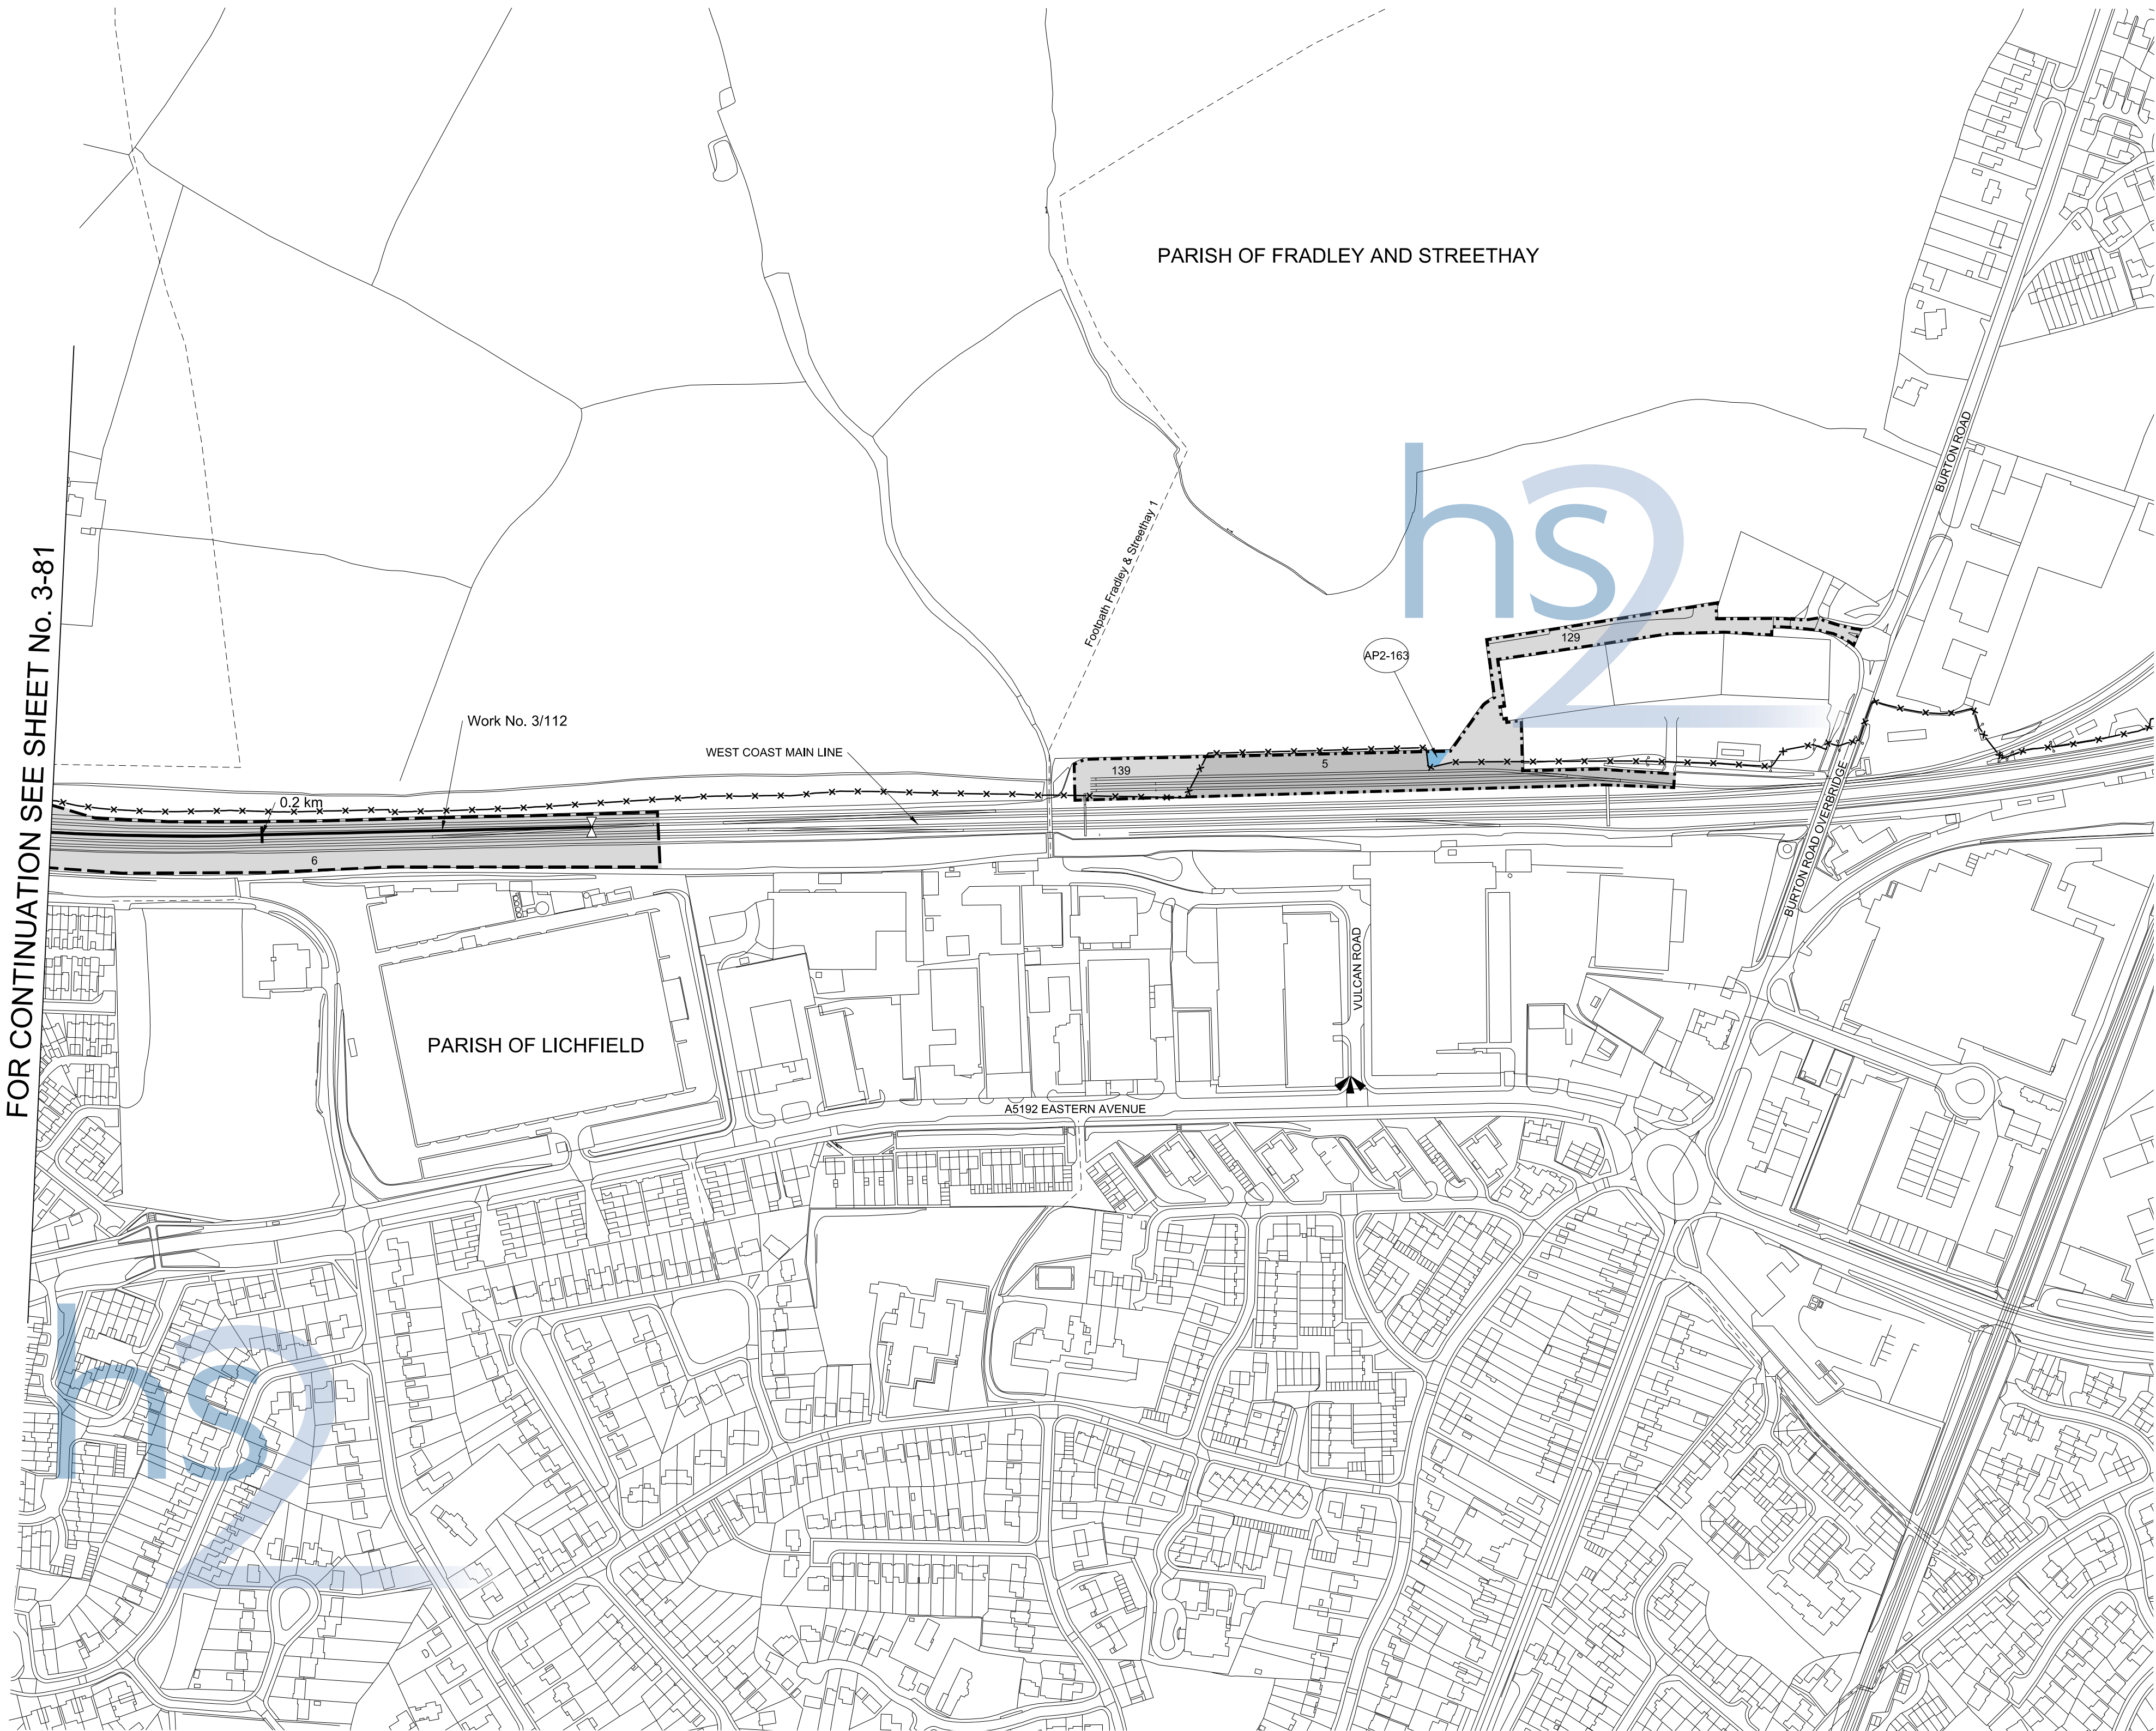 PARISH OF FRADLEY AND STREETHAY
BURTON ROAD
hs2
FOR CONTINUATION SEE SHEET No. 3-81
Footpath Fradley & Streethay 1
129
AP2-163
Work No. 3/112
WEST COAST MAIN LINE
139
5
0.2 km
6
BURTON ROAD OVERBRIDGE
VULCAN ROAD
PARISH OF LICHFIELD
A5192 EASTERN AVENUE
hs2